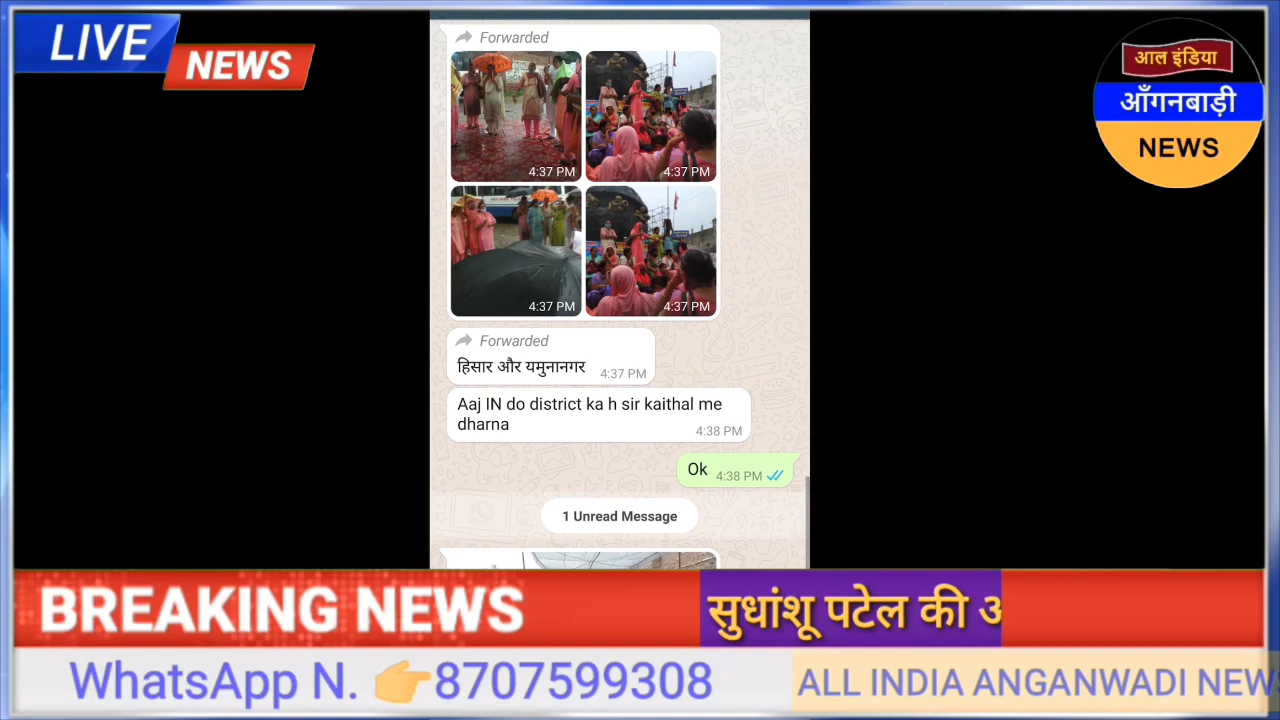 LIVE
NEWS
आल इंडिया
आँगनबाड़ी
NEWS
Forwarded
4:37 PM
4:37 PM
4:37 PM
4:37 PM
Forwarded
हिसार और यमुनानगर 4:37 PM
Aaj IN do district ka h sir kaithal me
dharna 4:38 PM
Ok 4:38 PM
1 Unread Message
BREAKING NEWS
सुधांशू पटेल की
WhatsApp N. 👉8707599308
ALL INDIA ANGANWADI NEW